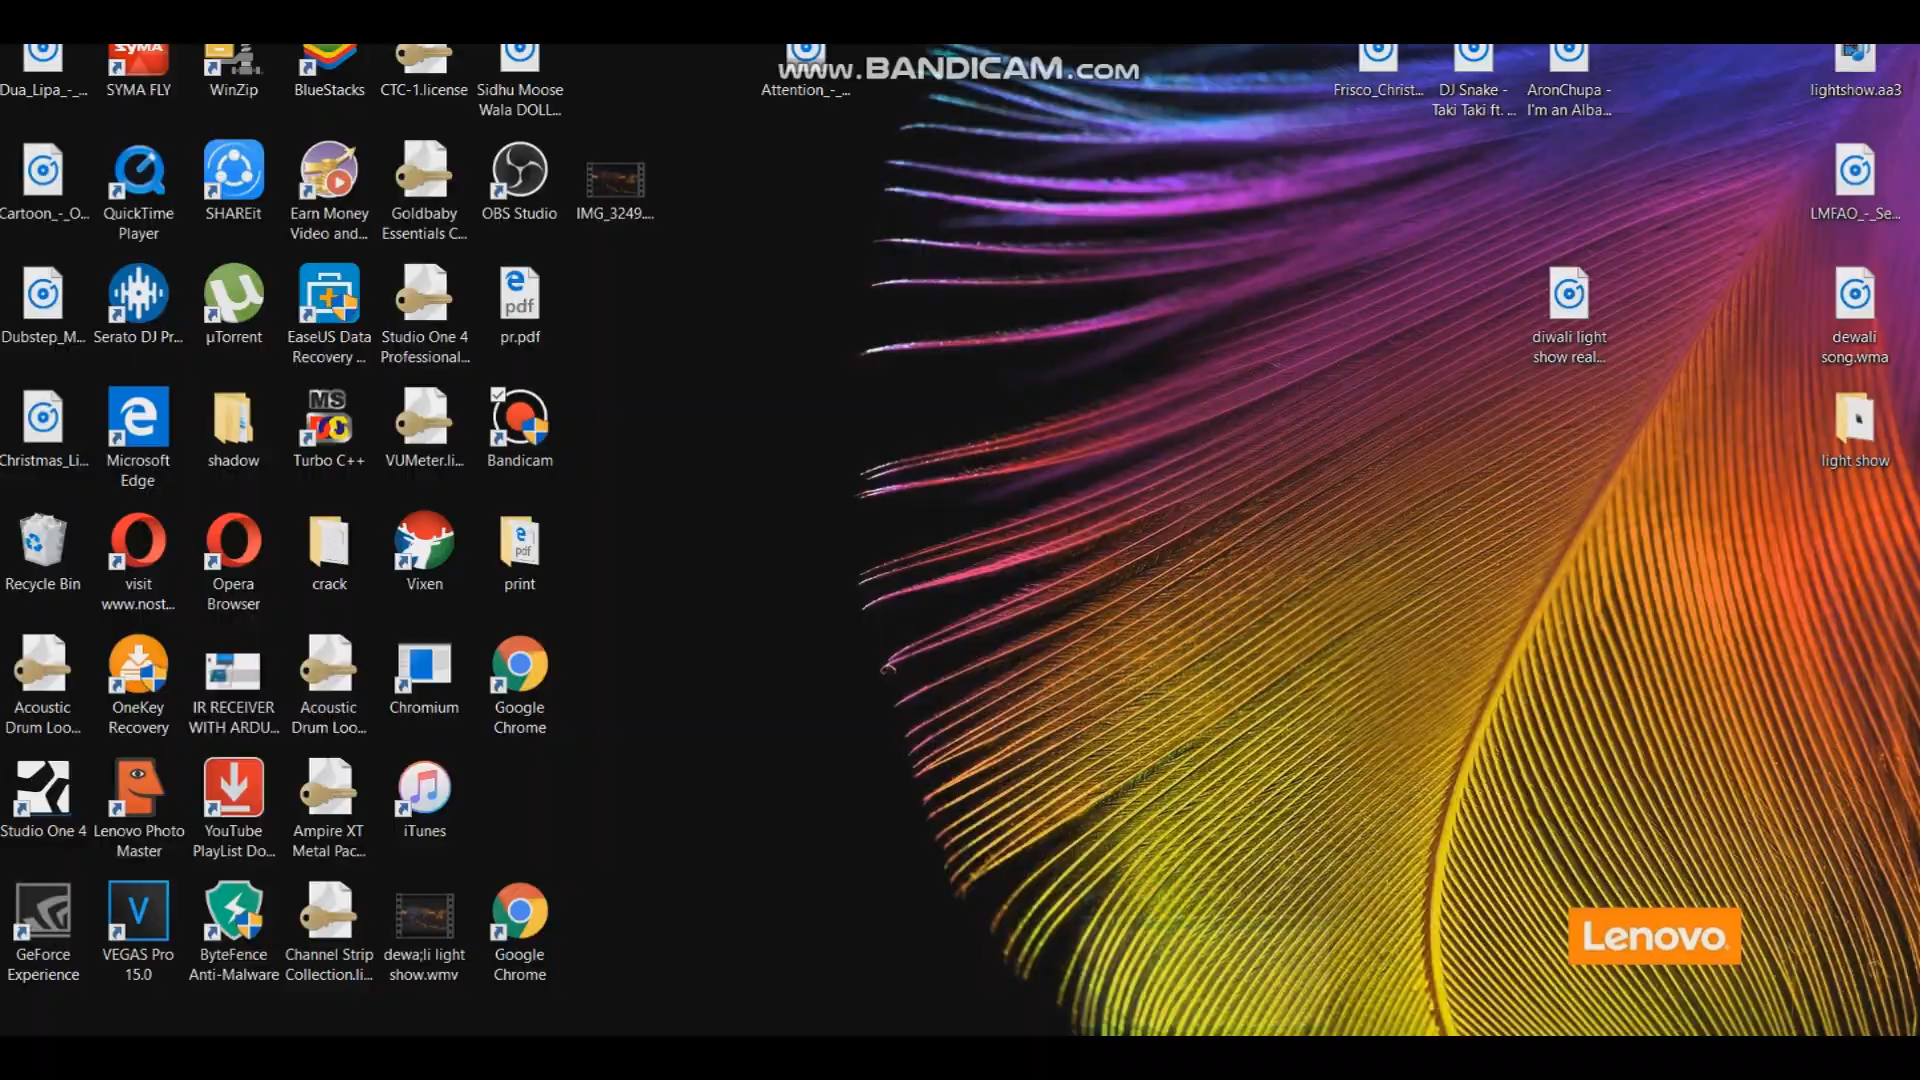 www.BANDICAM.com
Dua_Lipa_-_...
SYMA
SYMA FLY
WinZip
BlueStacks
CTC-1.license
Sidhu Moose
Wala DOLL...
Attention_-_...
Frisco_Christ...
DJ Snake -
Taki Taki ft. ...
AronChupa -
I'm an Alba...
lightshow.aa3
Cartoon_-_O...
QuickTime
Player
SHAREit
Earn Money
Video and...
Goldbaby
Essentials C...
OBS Studio
IMG_3249....
LMFAO_-_Se...
Dubstep_M...
Serato DJ Pr...
µTorrent
EaseUS Data
Recovery ...
Studio One 4
Professional...
pdf
pr.pdf
diwali light
show real...
dewali
song.wma
Christmas_Li...
Microsoft
Edge
shadow
MS
Turbo C++
VUMeter.li...
Bandicam
light show
Recycle Bin
visit
www.nost...
Opera
Browser
crack
Vixen
pdf
print
Acoustic
Drum Loo...
OneKey
Recovery
IR RECEIVER
WITH ARDU...
Acoustic
Drum Loo...
Chromium
Google
Chrome
Studio One 4
Lenovo Photo
Master
YouTube
PlayList Do...
Ampire XT
Metal Pac...
iTunes
GeForce
Experience
V
VEGAS Pro
15.0
ByteFence
Anti-Malware
Channel Strip
Collection.li...
dewa;li light
show.wmv
Google
Chrome
Lenovo